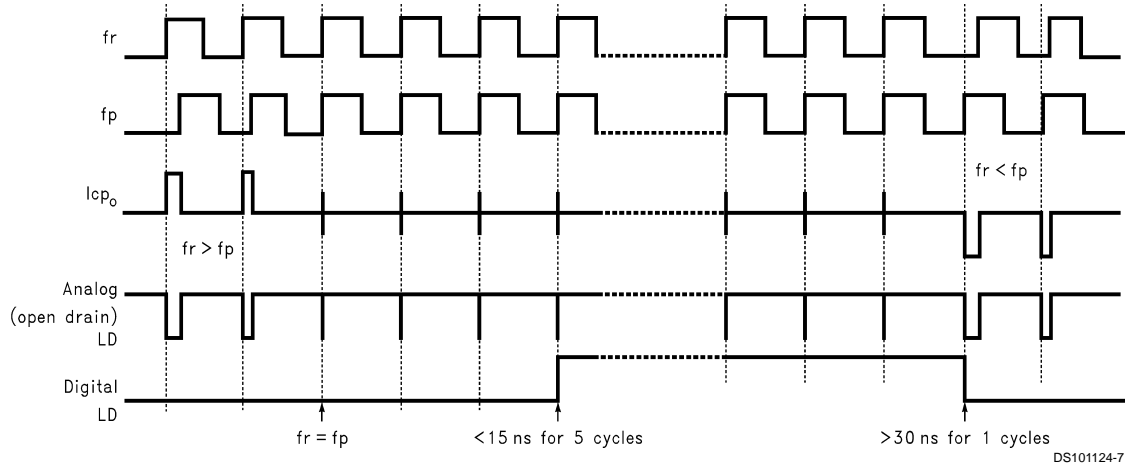 fr
fp
Icpo
fr < fp
fr > fp
Analog
(open drain)
LD
Digital
LD
fr = fp
<15 ns for 5 cycles
>30 ns for 1 cycles
DS101124-7